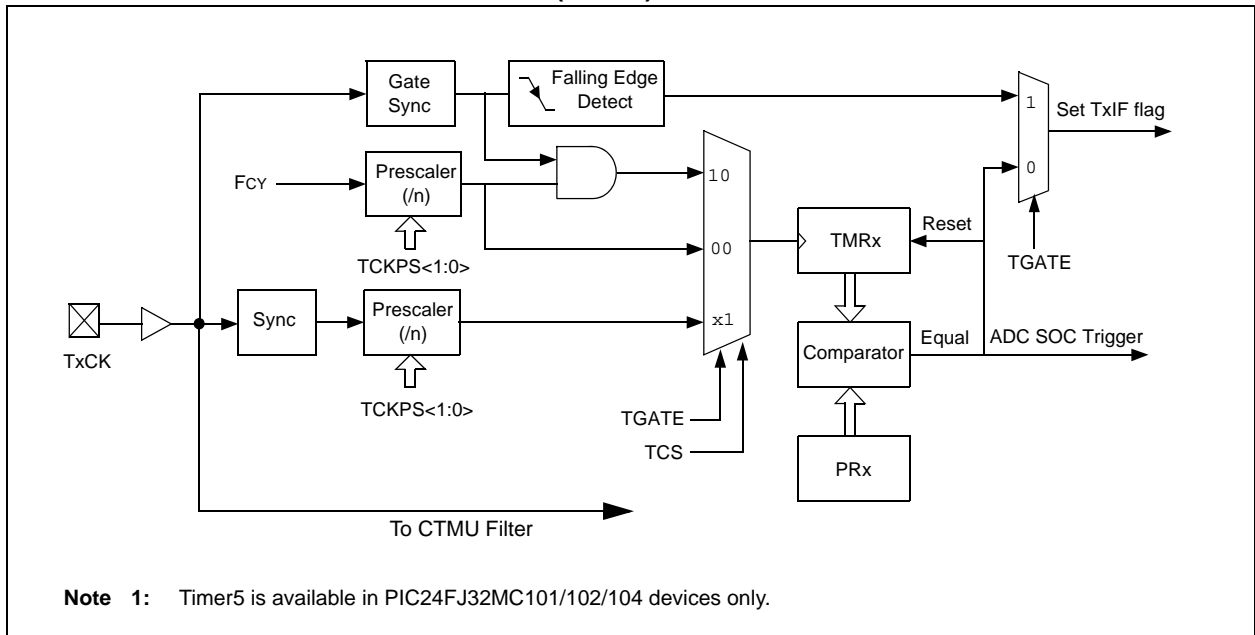 Gate
Sync
Falling Edge
Detect
1
Set TxIF flag
0
FCY
Prescaler
(/n)
10
00
TCKPS<1:0>
TMRx
Reset
TGATE
TxCK
Sync
Prescaler
(/n)
x1
Comparator
Equal
ADC SOC Trigger
TCKPS<1:0>
TGATE
TCS
PRx
To CTMU Filter
Note 1: Timer5 is available in PIC24FJ32MC101/102/104 devices only.